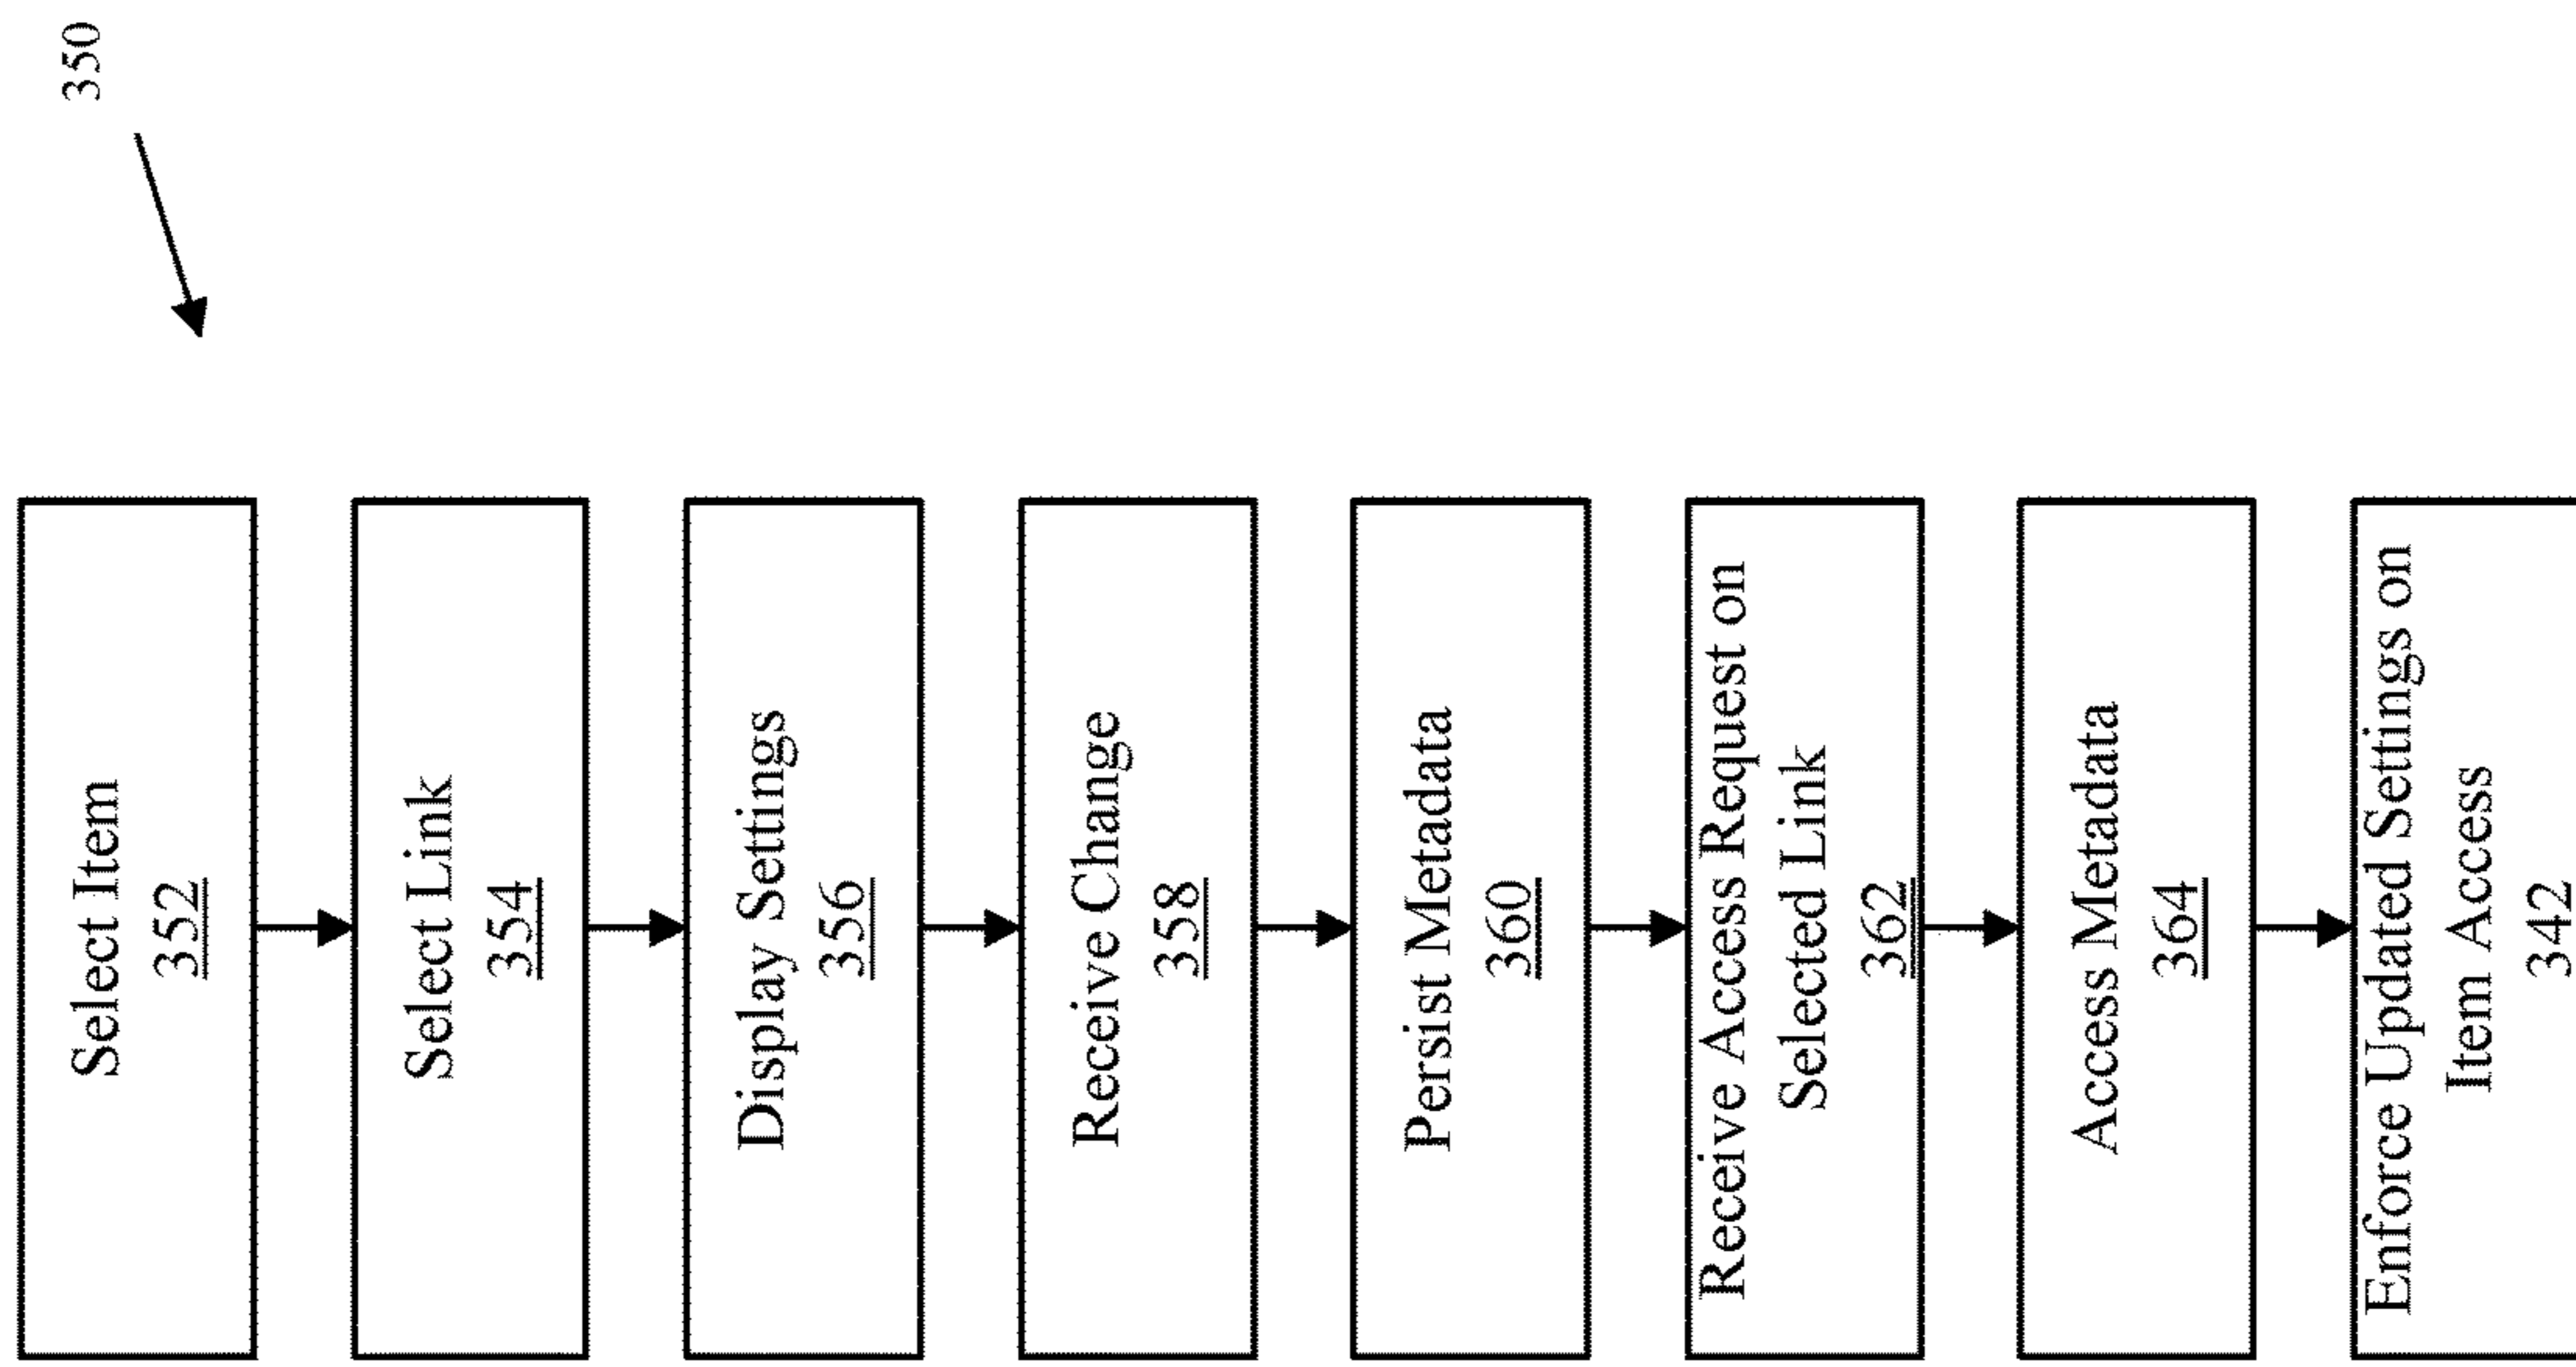 350
Select Item
352
Select Link
354
Display Settings
356
Receive Change
358
Persist Metadata
360
Receive Access Request on
Selected Link
362
Access Metadata
364
Enforce Updated Settings on
Item Access
342